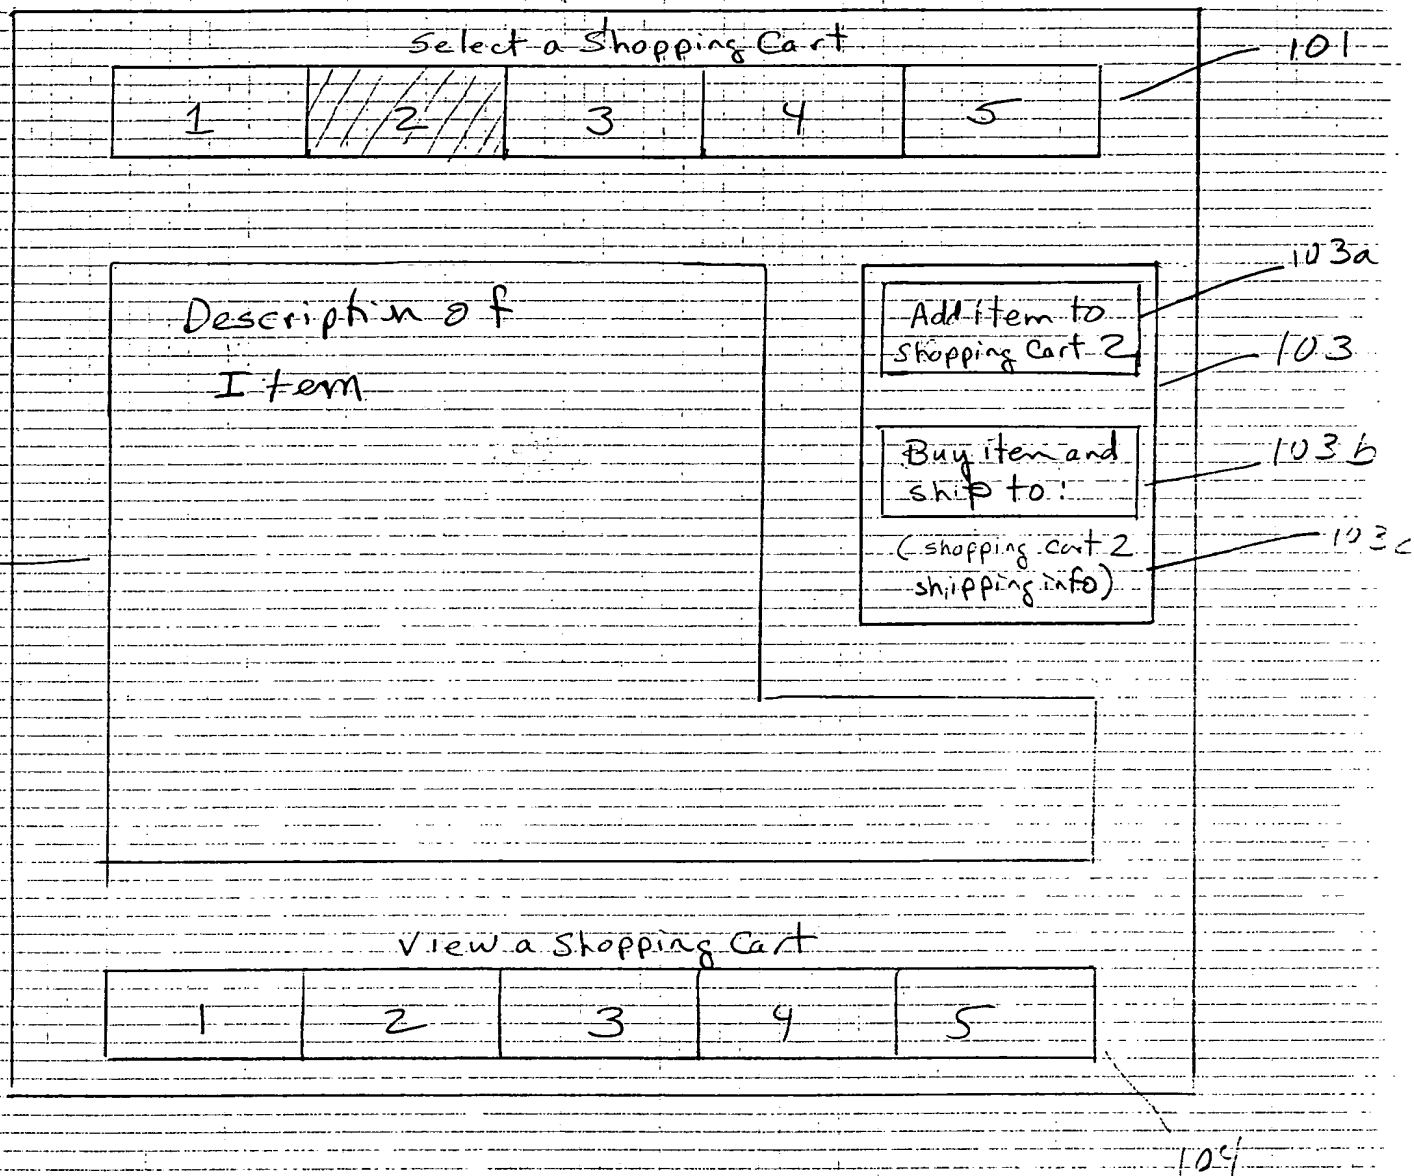 Select a Shopping Cart
101
1 2 3 4 5
103a
Description of
Item
Add item to
Shopping Cart 2
103
Buy item and
ship to:
103b
(shopping cart 2
shipping info)
103c
View a Shopping Cart
1 2 3 4 5
104